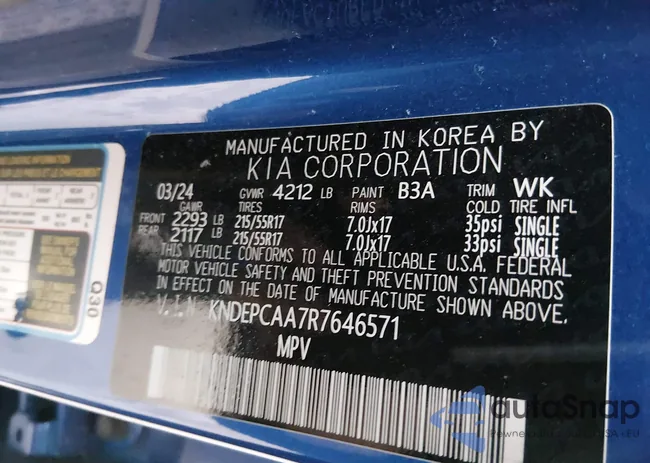 MANUFACTURED IN KOREA BY
KIA CORPORATION
03/24 GVWR 4212 LB PAINT B3A TRIM WK
GAWR TIRES RIMS COLD TIRE INFL
FRONT 2293 LB 215/55R17 7.0Jx17 35psi SINGLE
REAR 2117 LB 215/55R17 7.0Jx17 33psi SINGLE
THIS VEHICLE CONFORMS TO ALL APPLICABLE U.S.A. FEDERAL
MOTOR VEHICLE SAFETY AND THEFT PREVENTION STANDARDS
IN EFFECT ON THE DATE OF MANUFACTURE SHOWN ABOVE.
V.I.N KNDEPCAA7R7646571
MPV
Q30
autoSnap